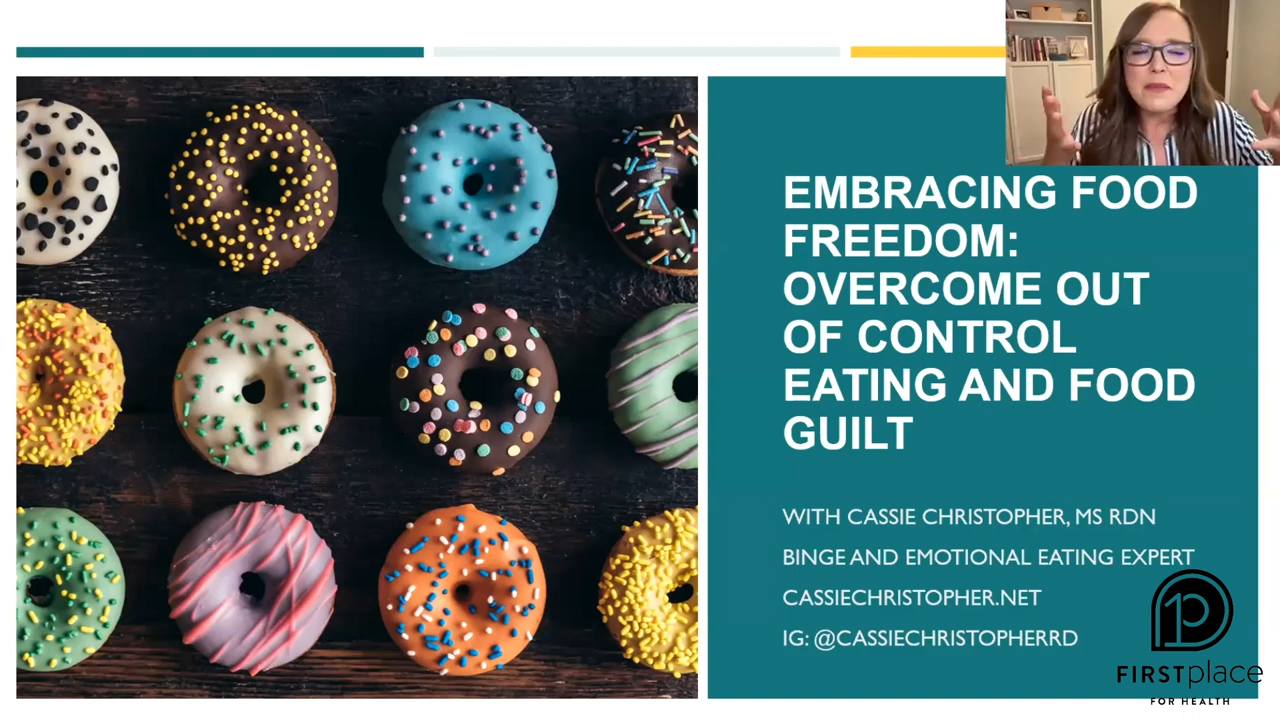 EMBRACING FOOD
FREEDOM:
OVERCOME OUT
OF CONTROL
EATING AND FOOD
GUILT
WITH CASSIE CHRISTOPHER, MS RDN
BINGE AND EMOTIONAL EATING EXPERT
CASSIECHRISTOPHER.NET
IG: @CASSIECHRISTOPHERRD
FIRSTplace
FOR HEALTH